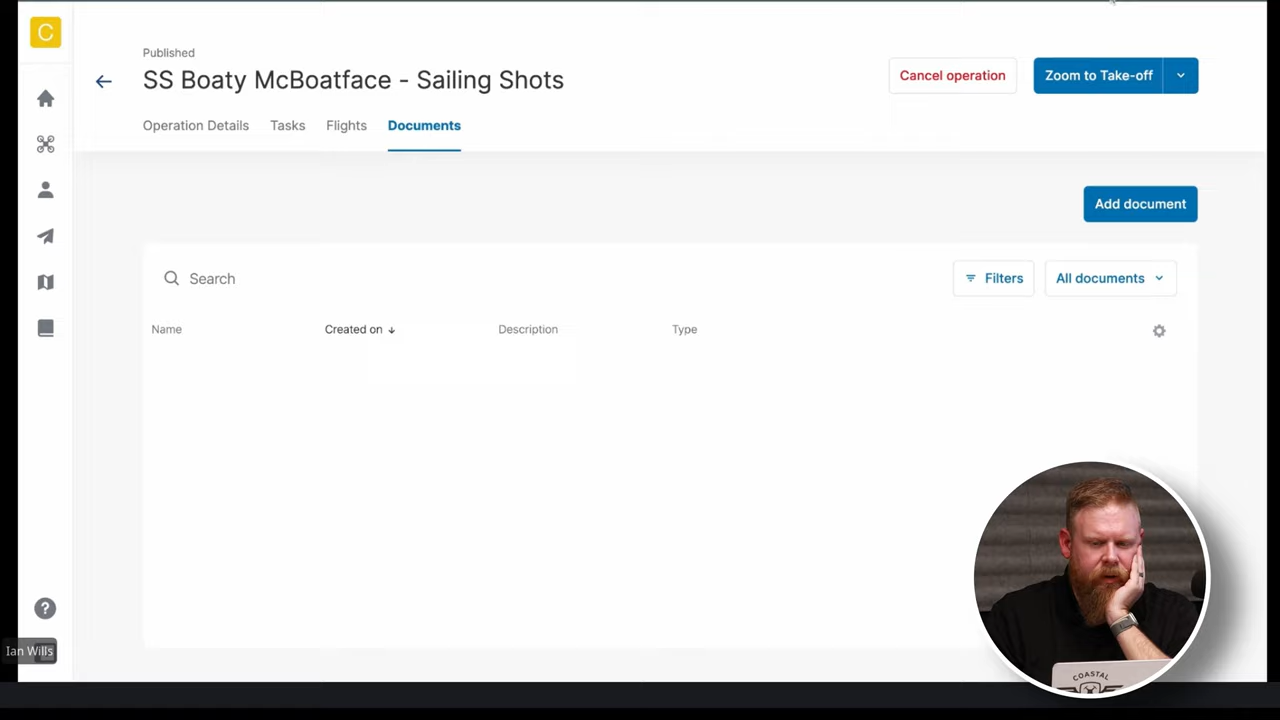 C
Published
SS Boaty McBoatface - Sailing Shots
Cancel operation
Zoom to Take-off
Operation Details
Tasks
Flights
Documents
Add document
Search
Filters
All documents
Name
Created on
Description
Type
?
Ian Wills
COASTAL